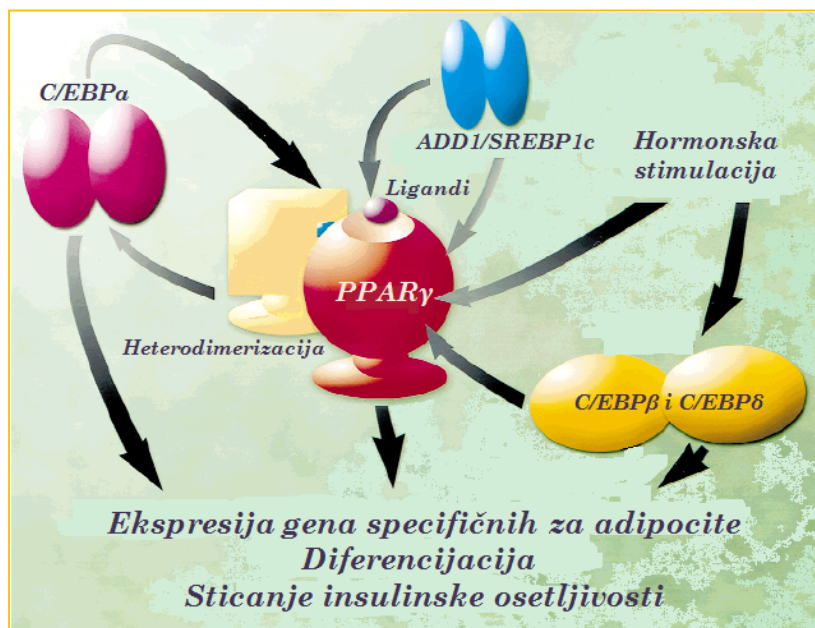 C/EBPα
ADD1/SREBP1c
Hormonska
stimulacija
Ligandi
PPARγ
Heterodimerizacija
C/EBPβ i C/EBPδ
Ekspresija gena specifičnih za adipocite
Diferencijacija
Sticanje insulinske osetljivosti